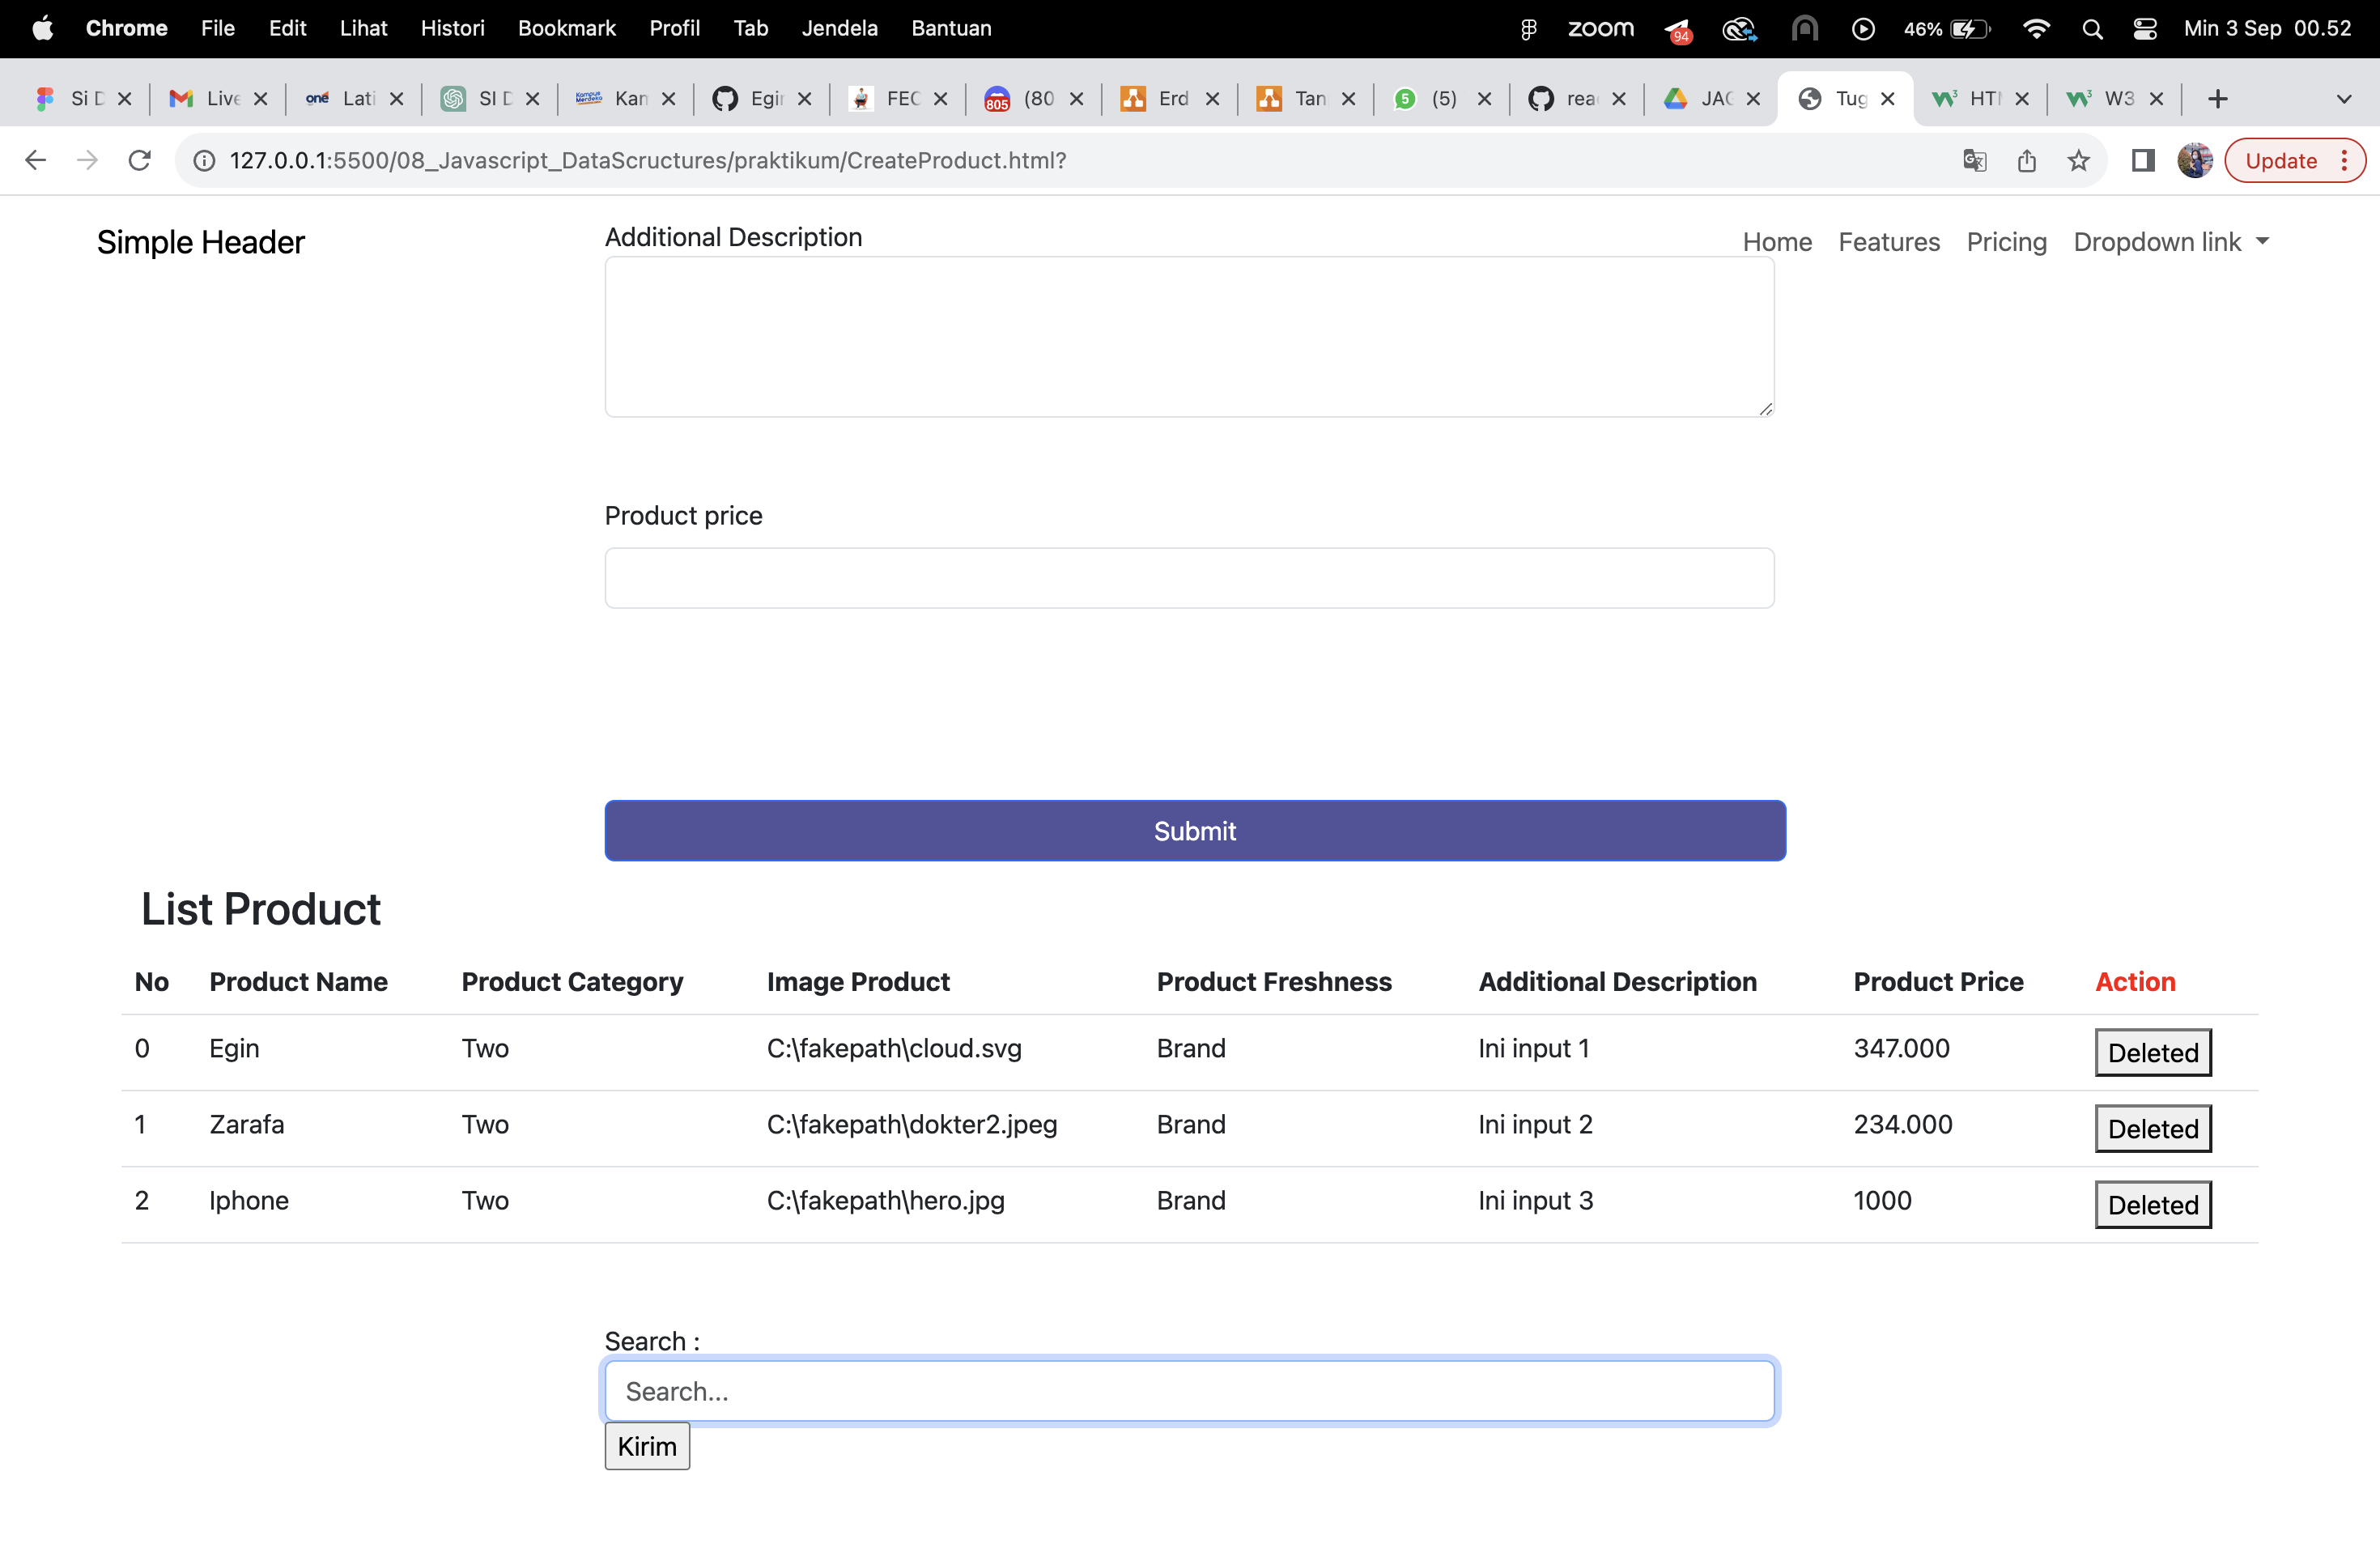 Chrome File Edit Lihat Histori Bookmark Profil Tab Jendela Bantuan zoom 94 46% Min 3 Sep 00.52
Si D Live one Lati SI D Kampus Merdeka Kan Egin FEC 805 (80 Erd Tan 5 (5) rea JAC Tug HT W3
127.0.0.1:5500/08_Javascript_DataScructures/praktikum/CreateProduct.html? Update
Simple Header Home Features Pricing Dropdown link
Additional Description
Product price
Submit
List Product
No Product Name Product Category Image Product Product Freshness Additional Description Product Price Action
0 Egin Two C:\fakepath\cloud.svg Brand Ini input 1 347.000 Deleted
1 Zarafa Two C:\fakepath\dokter2.jpeg Brand Ini input 2 234.000 Deleted
2 Iphone Two C:\fakepath\hero.jpg Brand Ini input 3 1000 Deleted
Search :
Search...
Kirim